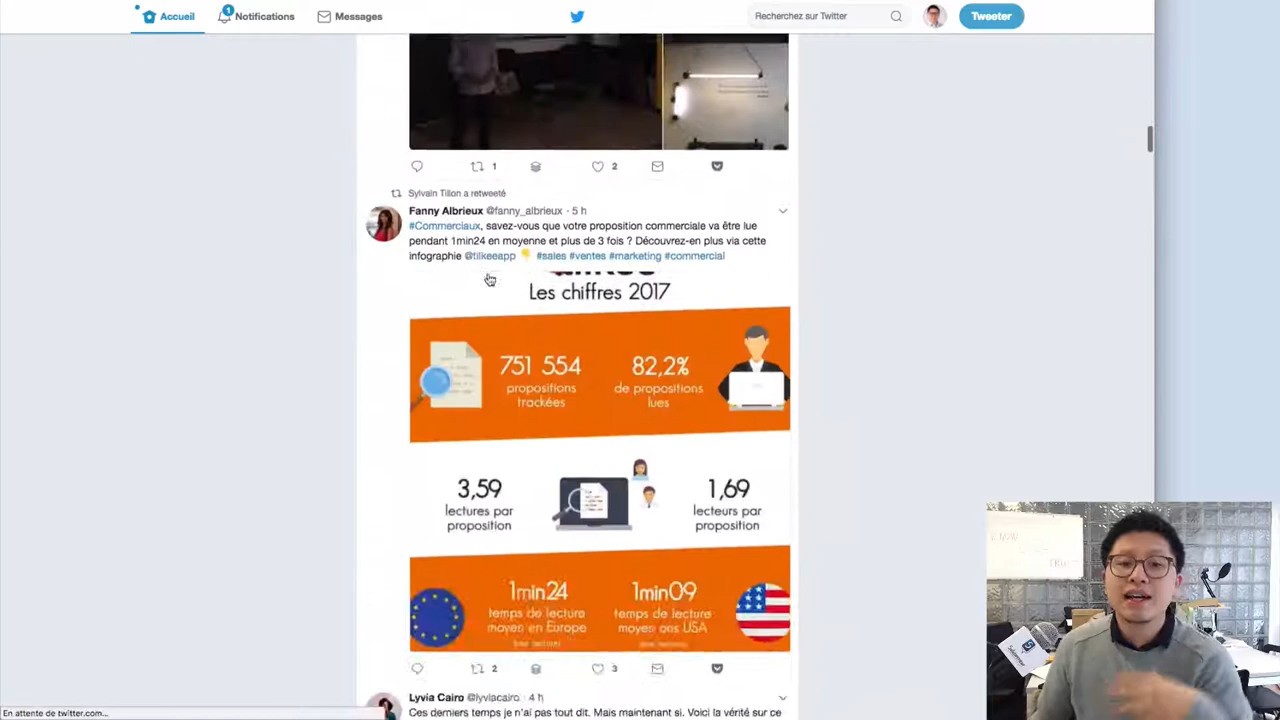 Accueil
1
Notifications
Messages
Recherchez sur Twitter
Tweeter
1
2
Sylvain Tillon a retweeté
Fanny Albrieux @fanny_albrieux · 5 h
#Commerciaux, savez-vous que votre proposition commerciale va être lue
pendant 1min24 en moyenne et plus de 3 fois ? Découvrez-en plus via cette
infographie @tilkeeapp 👇 #sales #ventes #marketing #commercial
Les chiffres 2017
751 554
propositions
trackées
82,2%
de propositions
lues
3,59
lectures par
proposition
1,69
lecteurs par
proposition
1min24
temps de lecture
moyen en Europe
1min09
temps de lecture
moyen aux USA
2
3
Lyvia Cairo @lyviacairo · 4 h
Ces derniers temps je n'ai pas tout dit. Mais maintenant si. Voici la vérité sur ce
En attente de twitter.com...